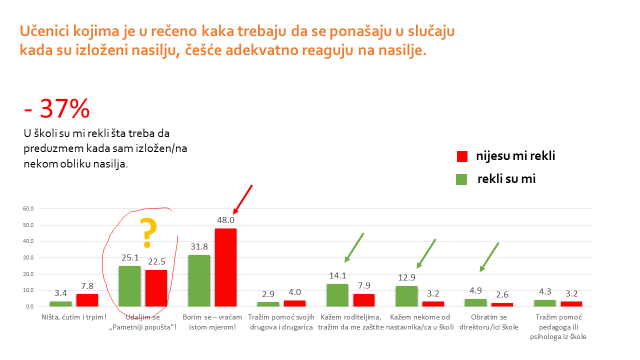 Učenici kojima je u rečeno kaka trebaju da se ponašaju u slučaju
kada su izloženi nasilju, češće adekvatno reaguju na nasilje.
- 37%
U školi su mi rekli šta treba da
preduzmem kada sam izložen/na
nekom obliku nasilja.
nijesu mi rekli
rekli su mi
?
60.0
50.0
40.0
30.0
20.0
10.0
0.0
3.4 7.8 25.1 22.5 31.8 48.0 2.9 4.0 14.1 7.9 12.9 3.2 4.9 2.6 4.3 3.2
Ništa, ćutim i trpim!
Udaljim se
„Pametniji popušta"!
Borim se – vraćam
istom mjerom!
Tražim pomoć svojih
drugova i drugarica
Kažem roditeljima,
tražim da me zaštite
Kažem nekome od
nastavnika/ca u školi
Obratim se
direktoru/ici škole
Tražim pomoć
pedagoga ili
psihologa iz škole